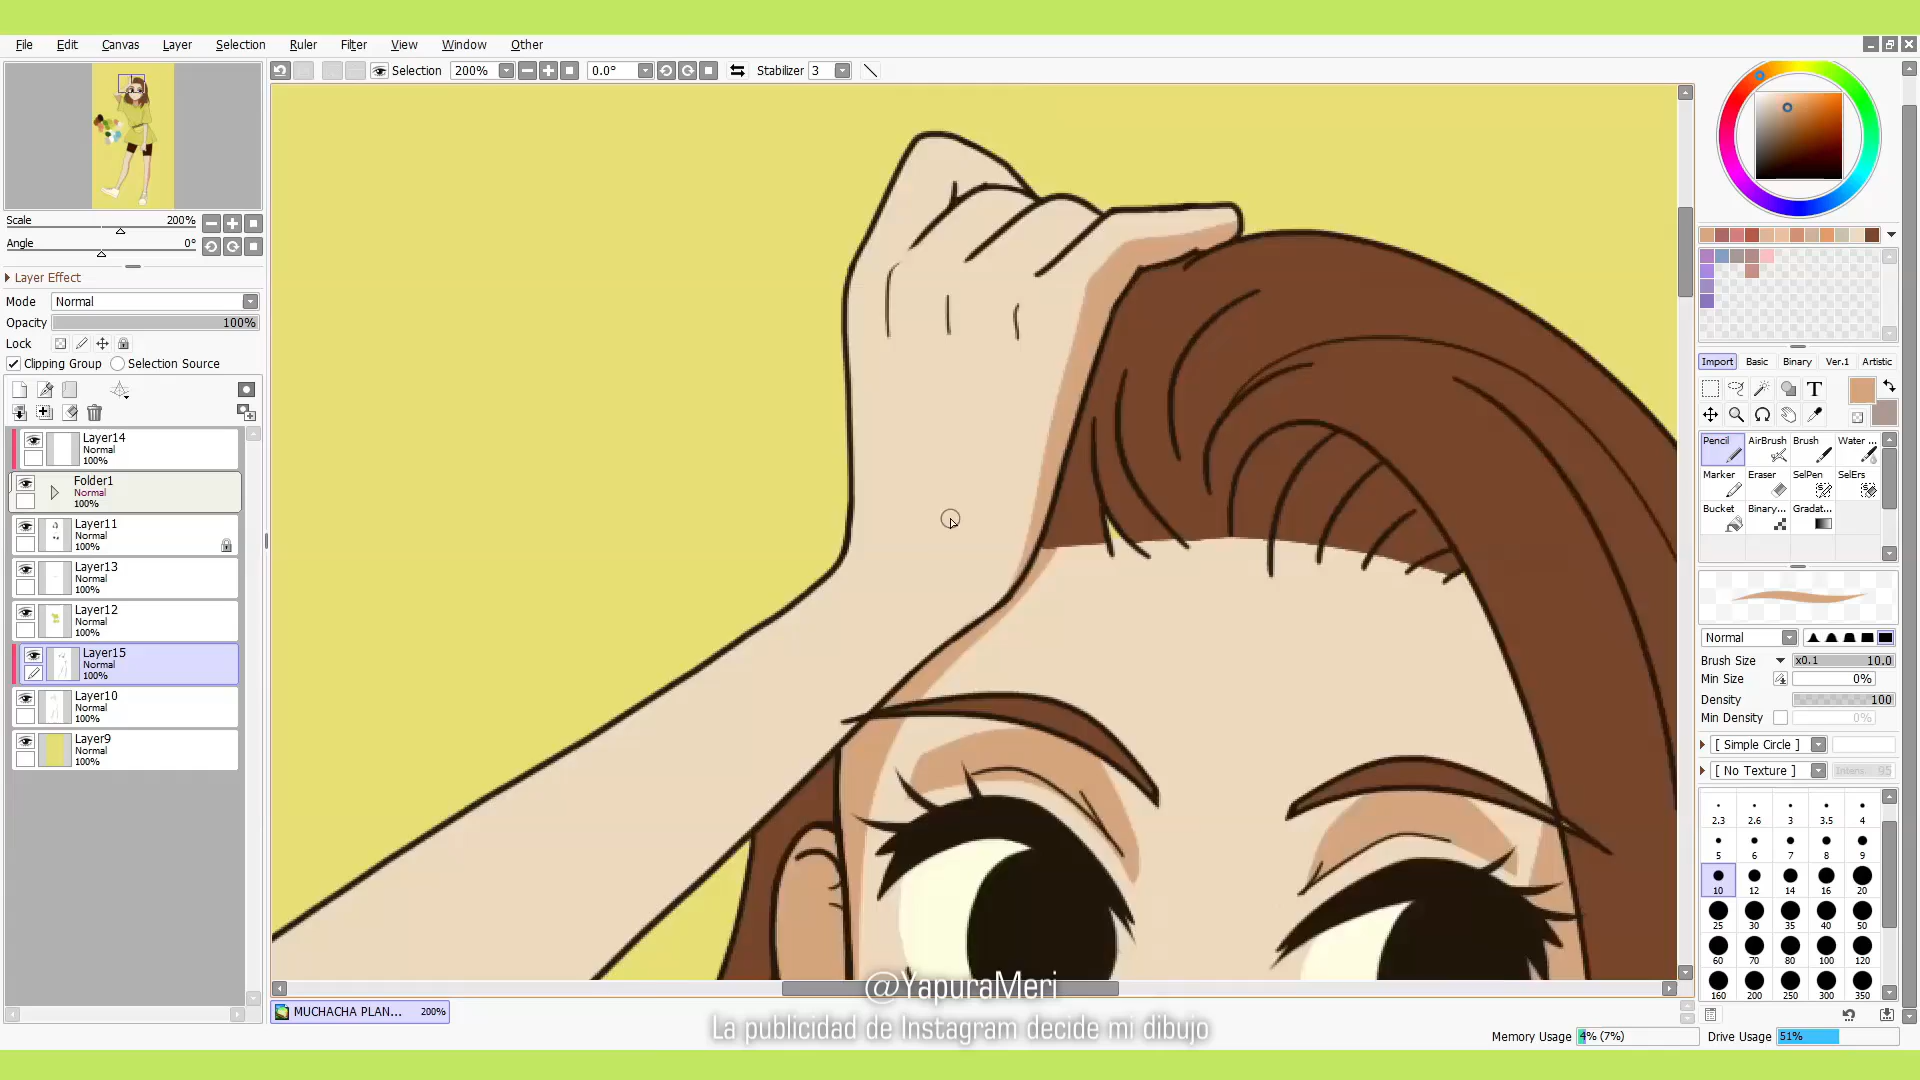 File Edit Canvas Layer Selection Ruler Filter View Window Other
Selection 200% 0.0° Stabilizer 3
Scale 200%
Angle 0°
Layer Effect
Mode Normal
Opacity 100%
Lock
Clipping Group Selection Source
Layer14
Normal
100%
Folder1
Normal
100%
Layer11
Normal
100%
Layer13
Normal
100%
Layer12
Normal
100%
Layer15
Normal
100%
Layer10
Normal
100%
Layer9
Normal
100%
Import Basic Binary Ver.1 Artistic
T
Pencil AirBrush Brush Water ...
Marker Eraser SelPen SelErs
Bucket Binary... Gradat...
Normal
Brush Size x0.1 10.0
Min Size 0%
Density 100
Min Density 0%
[ Simple Circle ]
[ No Texture ] Intens 95
2.3 2.6 3 3.5 4
5 6 7 8 9
10 12 14 16 20
25 30 35 40 50
60 70 80 100 120
160 200 250 300 350
MUCHACHA PLAN... 200%
@YapuraMeri
La publicidad de Instagram decide mi dibujo
Memory Usage 4% (7%) Drive Usage 51%